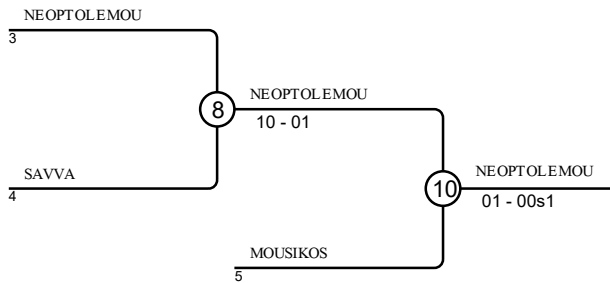 NEOPTOLEMOU
3
8
NEOPTOLEMOU
10 - 01
SAVVA
4
10
NEOPTOLEMOU
01 - 00s1
MOUSIKOS
5